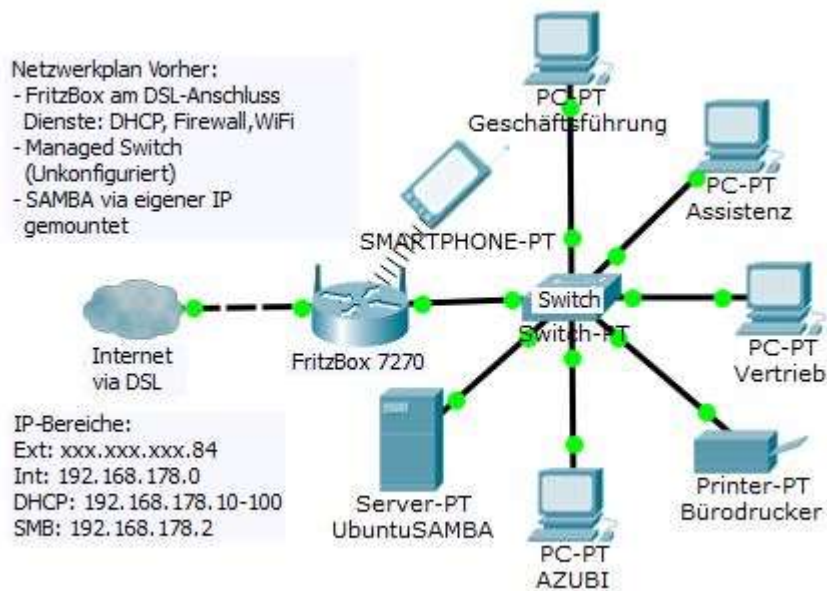 Netzwerkplan Vorher:
- FritzBox am DSL-Anschluss
Dienste: DHCP, Firewall,WiFi
- Managed Switch
(Unkonfiguriert)
- SAMBA via eigener IP
gemountet
PC-PT
Geschäftsführung
PC-PT
Assistenz
SMARTPHONE-PT
Switch
Switch-PT
PC-PT
Vertrieb
Internet
via DSL
FritzBox 7270
IP-Bereiche:
Ext: xxx.xxx.xxx.84
Int: 192.168.178.0
DHCP: 192.168.178.10-100
SMB: 192.168.178.2
Server-PT
UbuntuSAMBA
PC-PT
AZUBI
Printer-PT
Bürodrucker